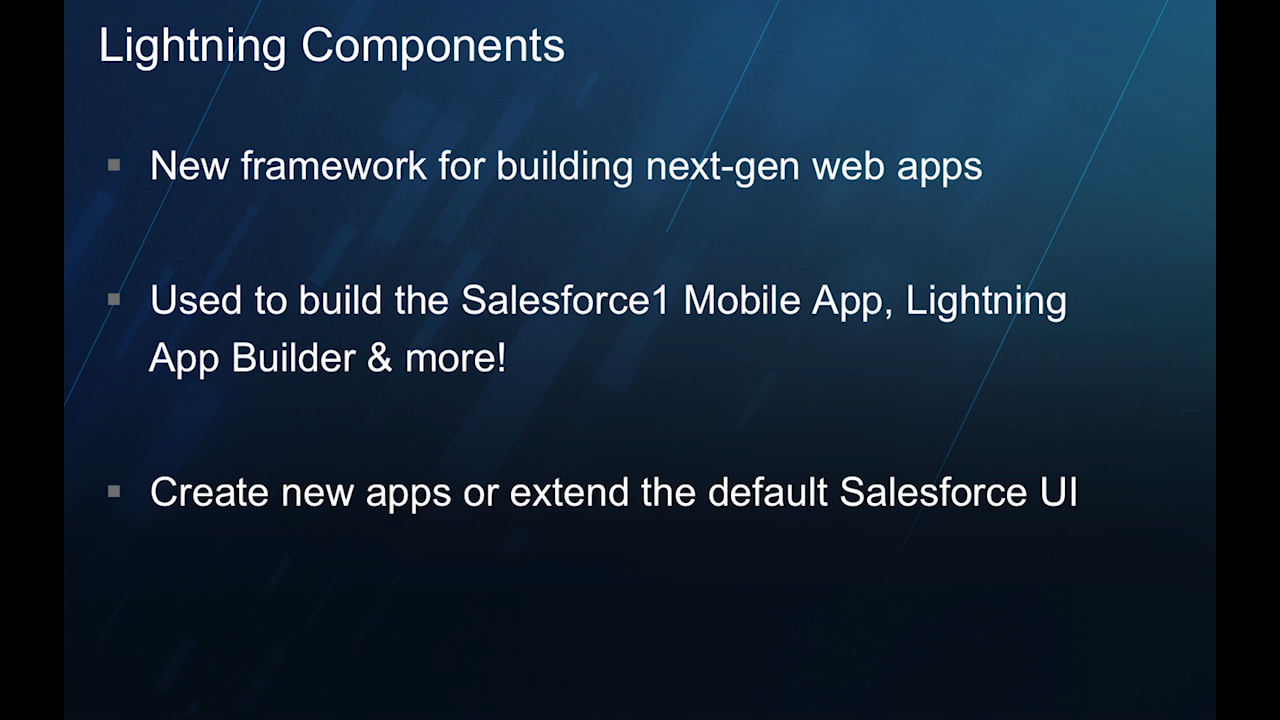 Lightning Components
New framework for building next-gen web apps
Used to build the Salesforce1 Mobile App, Lightning
App Builder & more!
Create new apps or extend the default Salesforce UI